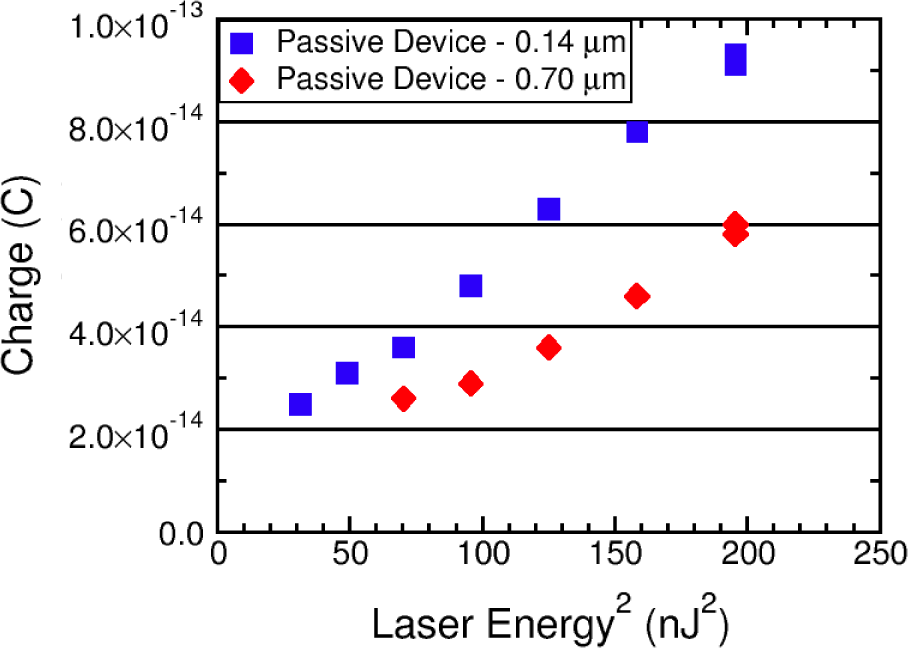 1.0×10⁻¹³
Passive Device - 0.14 μm
Passive Device - 0.70 μm
8.0×10⁻¹⁴
6.0×10⁻¹⁴
4.0×10⁻¹⁴
2.0×10⁻¹⁴
0.0
Charge (C)
0 50 100 150 200 250
Laser Energy² (nJ²)